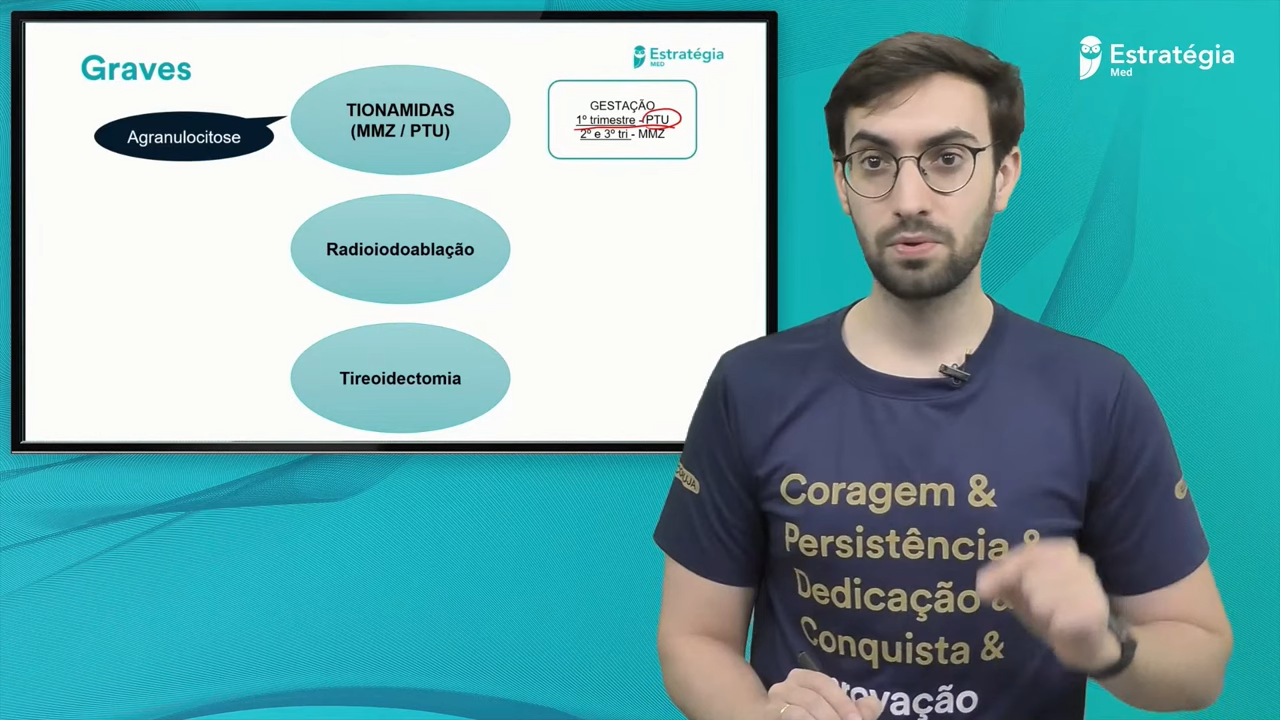 Graves
Estratégia
MED
Agranulocitose
TIONAMIDAS
(MMZ / PTU)
GESTAÇÃO
1º trimestre - PTU
2º e 3º tri - MMZ
Radioiodoablação
Tireoidectomia
Estratégia
Med
Coragem &
Persistência &
Dedicação &
Conquista &